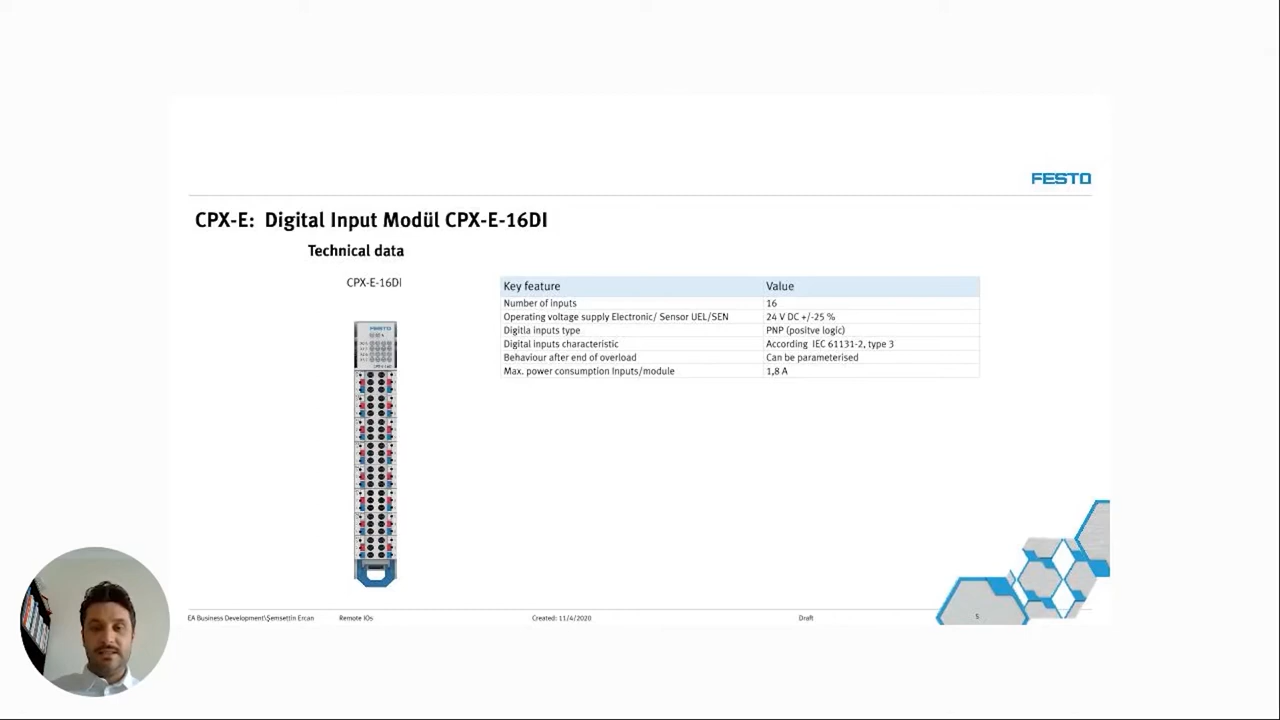 FESTO
CPX-E: Digital Input Modül CPX-E-16DI
Technical data
CPX-E-16DI
FESTO
Key feature Value
Number of inputs 16
Operating voltage supply Electronic/ Sensor UEL/SEN 24 V DC +/-25 %
Digitla inputs type PNP (positve logic)
Digital inputs characteristic According IEC 61131-2, type 3
Behaviour after end of overload Can be parameterised
Max. power consumption Inputs/module 1,8 A
EA Business Development\Şemsettin Ercan Remote IOs Created: 11/4/2020 Draft 5